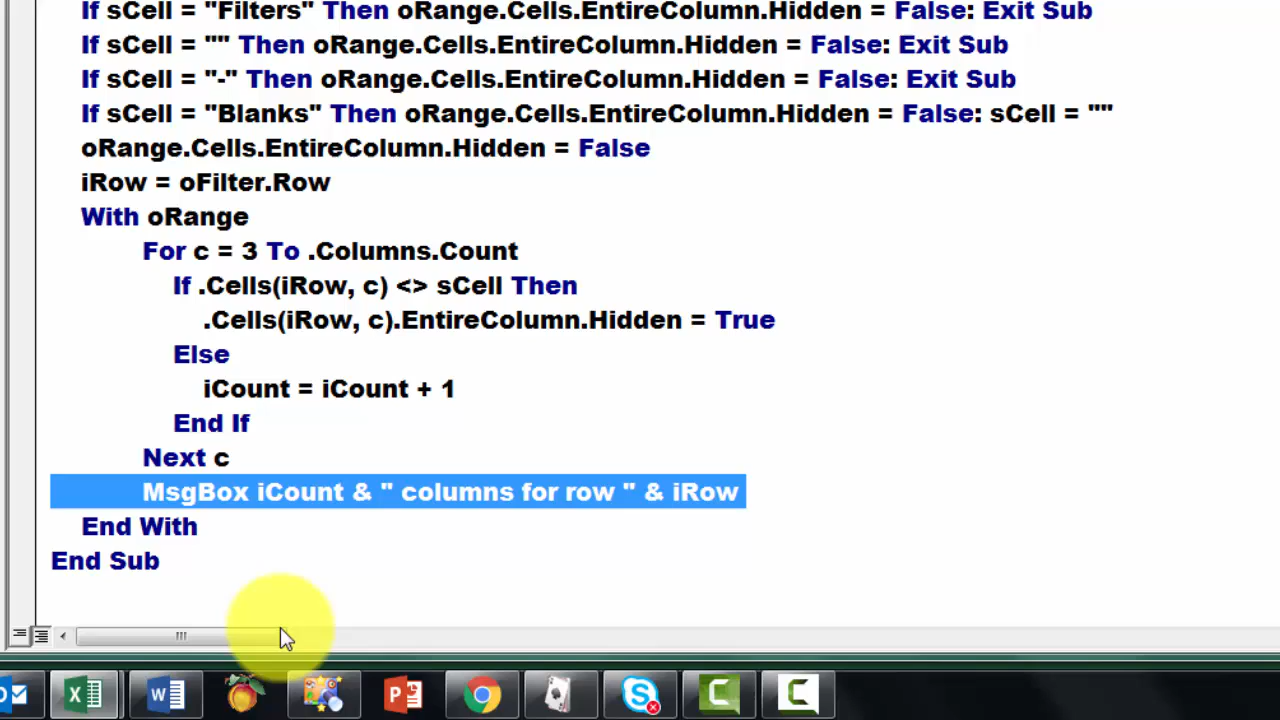 If sCell = "Filters" Then oRange.Cells.EntireColumn.Hidden = False: Exit Sub
If sCell = "" Then oRange.Cells.EntireColumn.Hidden = False: Exit Sub
If sCell = "-" Then oRange.Cells.EntireColumn.Hidden = False: Exit Sub
If sCell = "Blanks" Then oRange.Cells.EntireColumn.Hidden = False: sCell = ""
oRange.Cells.EntireColumn.Hidden = False
iRow = oFilter.Row
With oRange
For c = 3 To .Columns.Count
If .Cells(iRow, c) <> sCell Then
.Cells(iRow, c).EntireColumn.Hidden = True
Else
iCount = iCount + 1
End If
Next c
MsgBox iCount & " columns for row " & iRow
End With
End Sub